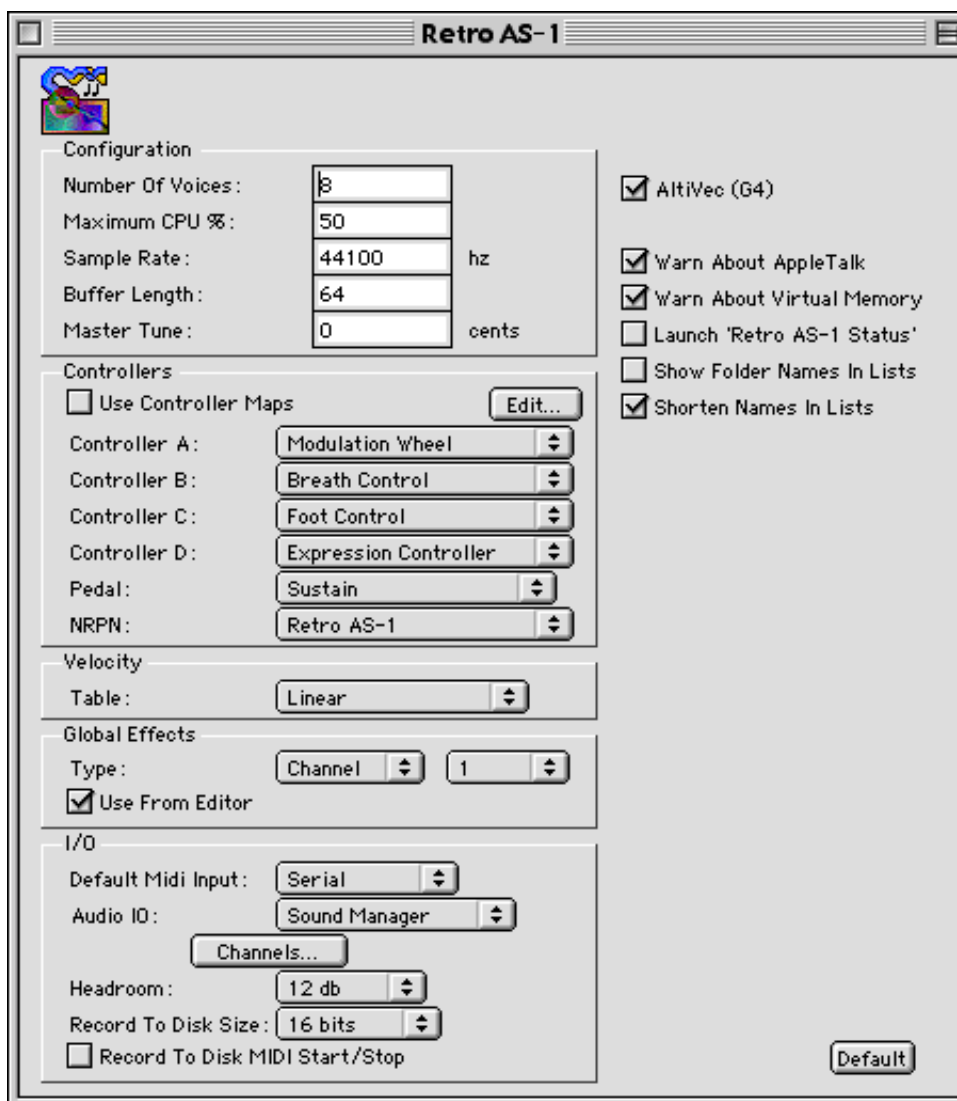 Retro AS-1
Configuration
Number Of Voices: 8
Maximum CPU %: 50
Sample Rate: 44100 hz
Buffer Length: 64
Master Tune: 0 cents
Controllers
Use Controller Maps Edit...
Controller A: Modulation Wheel
Controller B: Breath Control
Controller C: Foot Control
Controller D: Expression Controller
Pedal: Sustain
NRPN: Retro AS-1
Velocity
Table: Linear
Global Effects
Type: Channel 1
Use From Editor
I/O
Default Midi Input: Serial
Audio IO: Sound Manager
Channels...
Headroom: 12 db
Record To Disk Size: 16 bits
Record To Disk MIDI Start/Stop
AltiVec (G4)
Warn About AppleTalk
Warn About Virtual Memory
Launch 'Retro AS-1 Status'
Show Folder Names In Lists
Shorten Names In Lists
Default